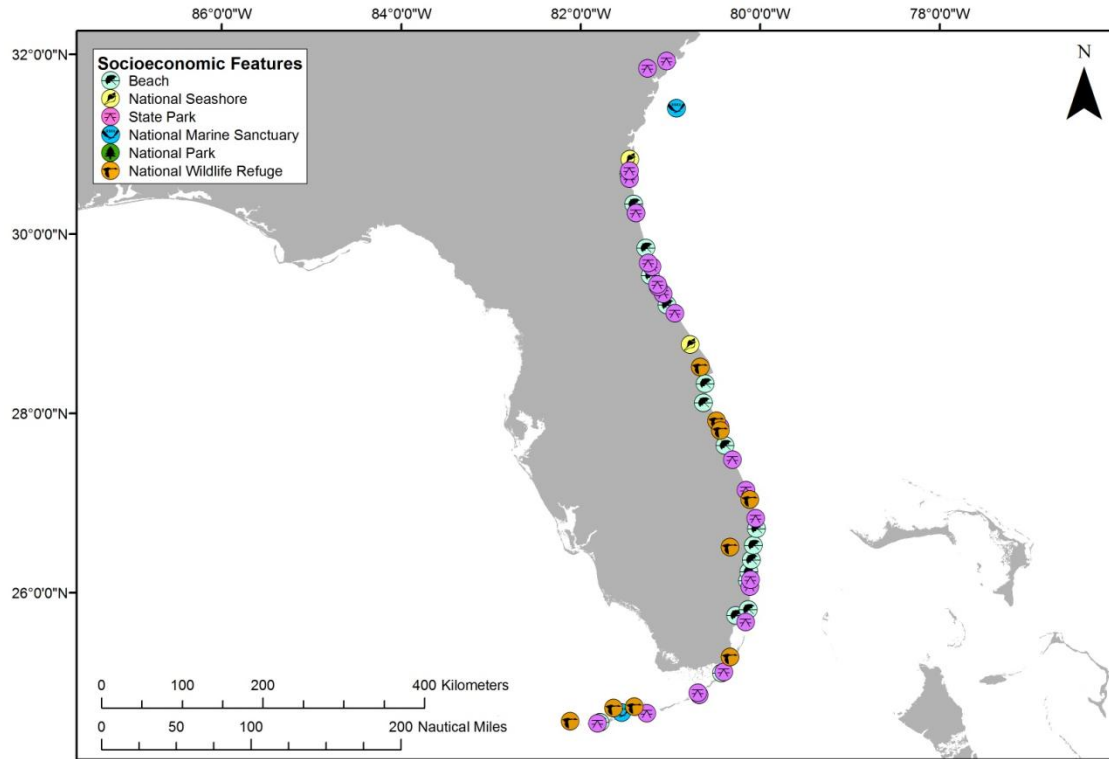 86°0'0"W 84°0'0"W 82°0'0"W 80°0'0"W 78°0'0"W
32°0'0"N
30°0'0"N
28°0'0"N
26°0'0"N
Socioeconomic Features
Beach
National Seashore
State Park
National Marine Sanctuary
National Park
National Wildlife Refuge
N
0 100 200 400 Kilometers
0 50 100 200 Nautical Miles